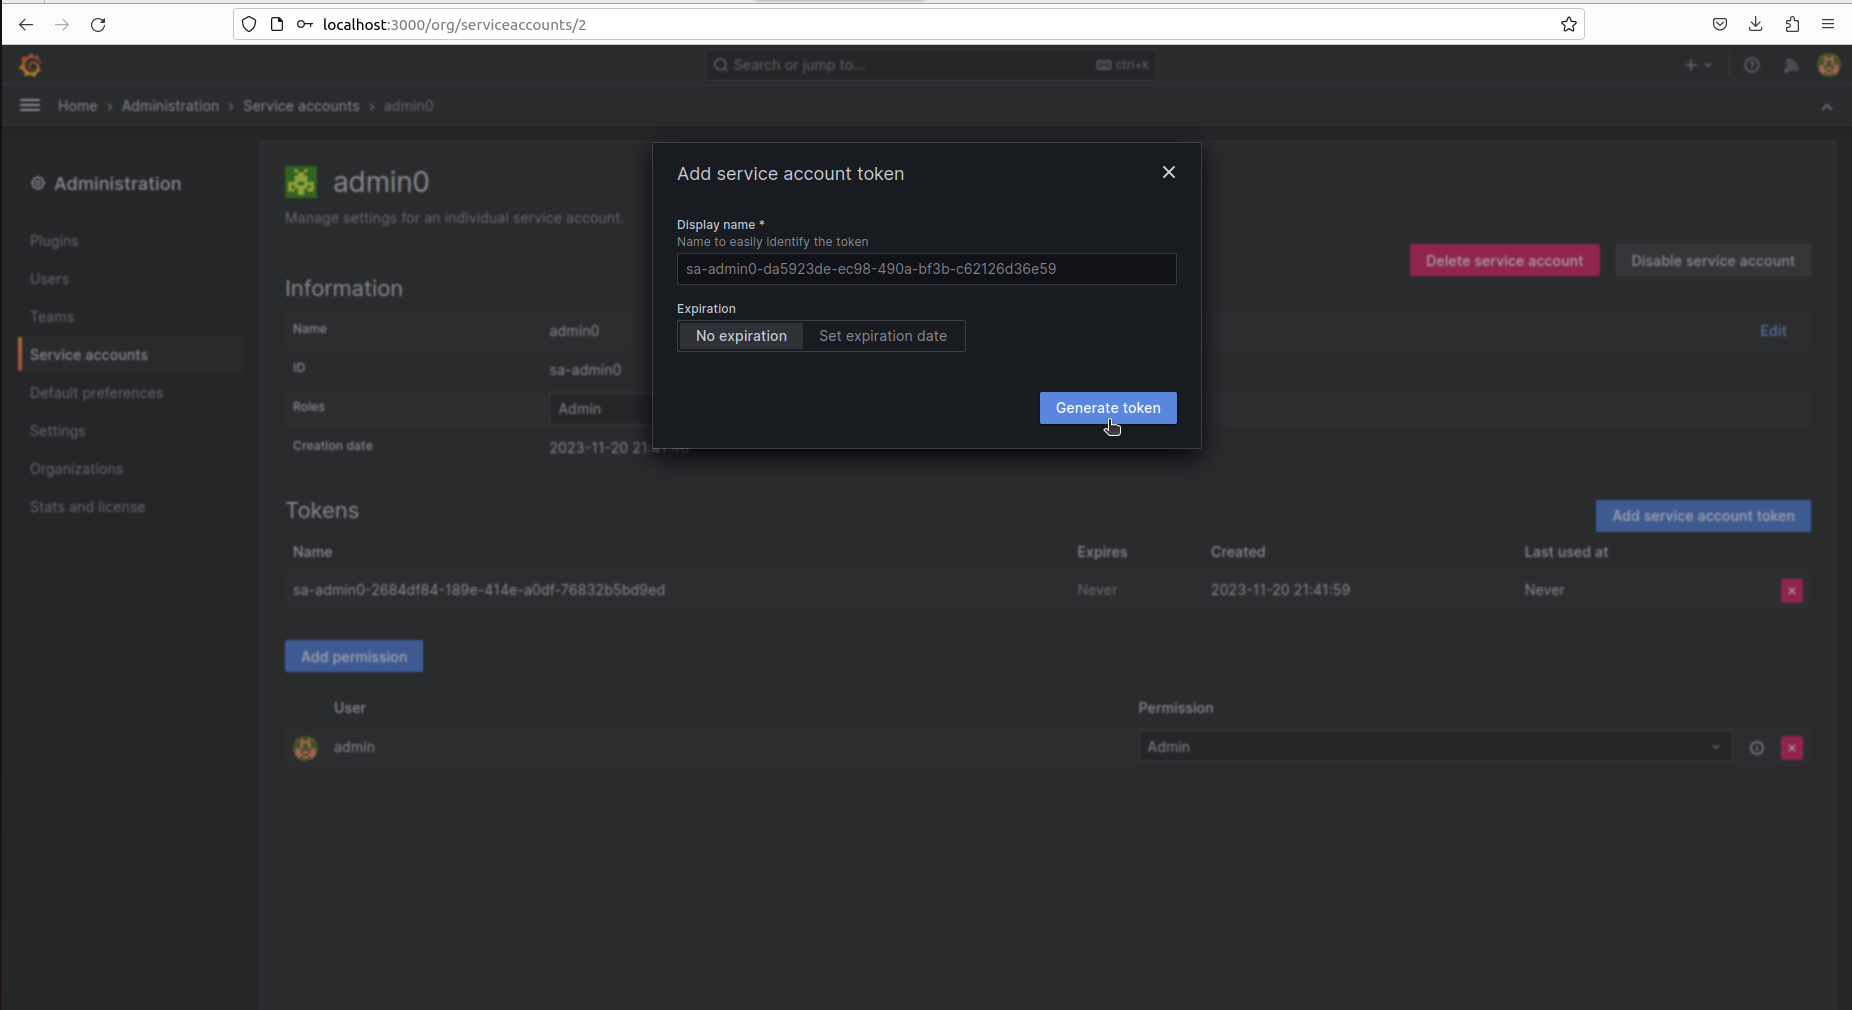 localhost:3000/org/serviceaccounts/2
Search or jump to...
ctrl+k
Home › Administration › Service accounts › admin0
Administration
Plugins
Users
Teams
Service accounts
Default preferences
Settings
Organizations
Stats and license
admin0
Manage settings for an individual service account.
Delete service account
Disable service account
Information
Name admin0 Edit
ID sa-admin0
Roles Admin
Creation date 2023-11-20
Add service account token
Display name *
Name to easily identify the token
sa-admin0-da5923de-ec98-490a-bf3b-c62126d36e59
Expiration
No expiration Set expiration date
Generate token
Tokens
Add service account token
Name Expires Created Last used at
sa-admin0-2684df84-189e-414e-a0df-76832b5bd9ed Never 2023-11-20 21:41:59 Never
Add permission
User Permission
admin Admin